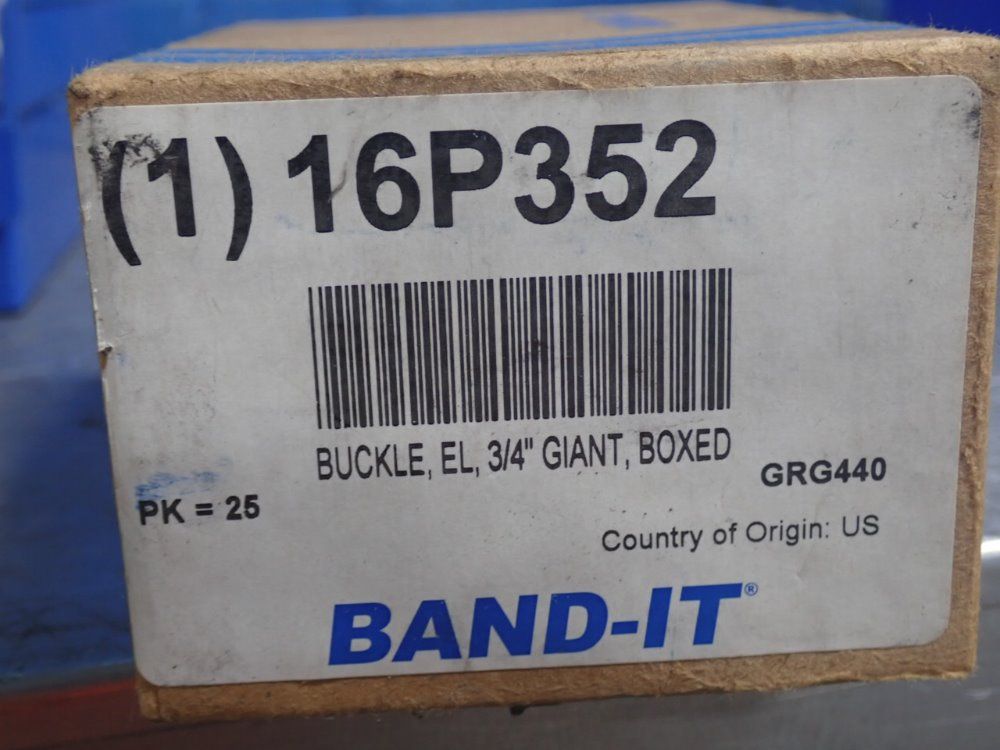 (1) 16P352
BUCKLE, EL, 3/4" GIANT, BOXED
GRG440
PK = 25
Country of Origin: US
BAND-IT®